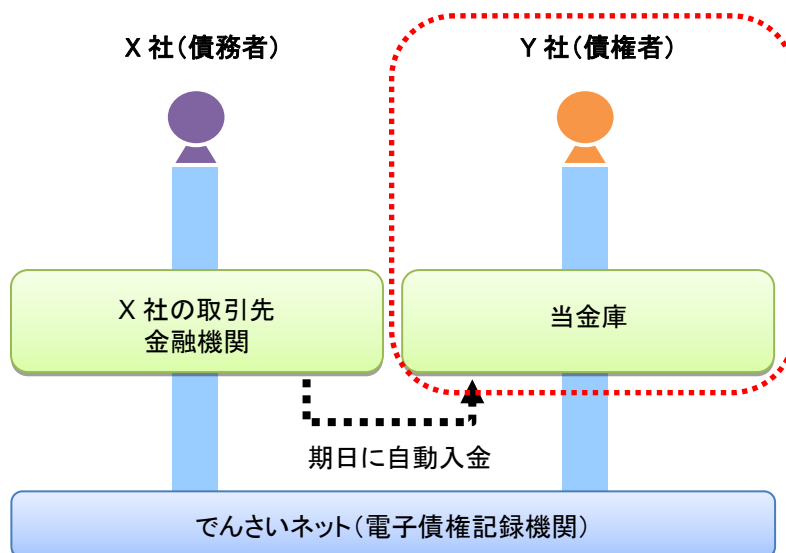 X 社(債務者)
Y 社(債権者)
X 社の取引先
金融機関
当金庫
期日に自動入金
でんさいネット(電子債権記録機関)